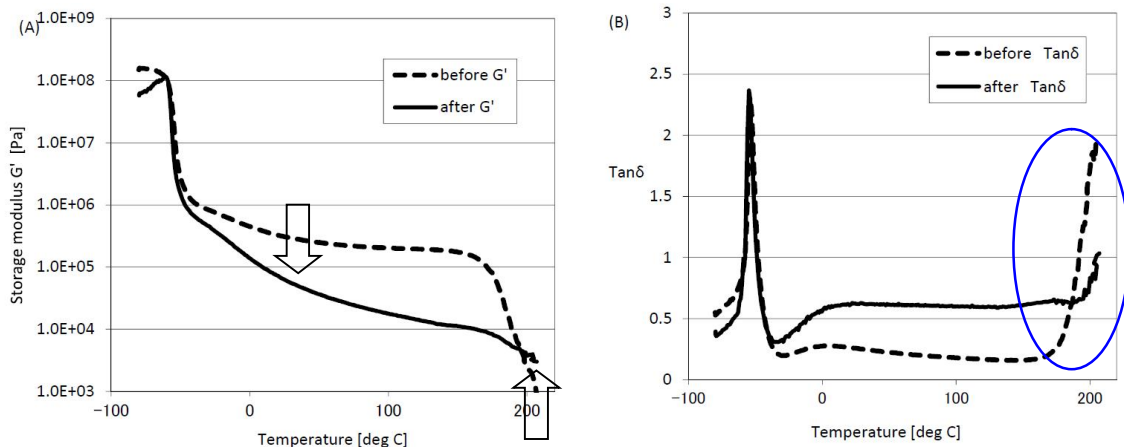 (A)
1.0E+09
1.0E+08
1.0E+07
1.0E+06
1.0E+05
1.0E+04
1.0E+03
Storage modulus G' [Pa]
before G'
after G'
-100
0
100
200
Temperature [deg C]
(B)
3
2.5
2
1.5
1
0.5
0
Tanδ
before Tanδ
after Tanδ
-100
0
100
200
Temperature [deg C]